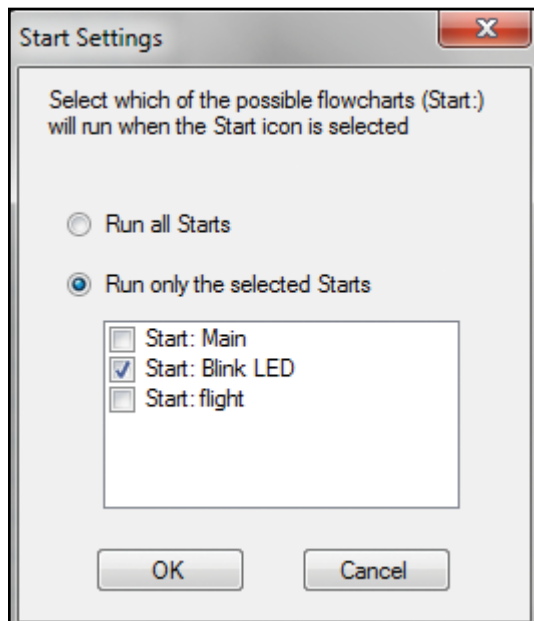 Start Settings
Select which of the possible flowcharts (Start:)
will run when the Start icon is selected
Run all Starts
Run only the selected Starts
Start: Main
Start: Blink LED
Start: flight
OK
Cancel